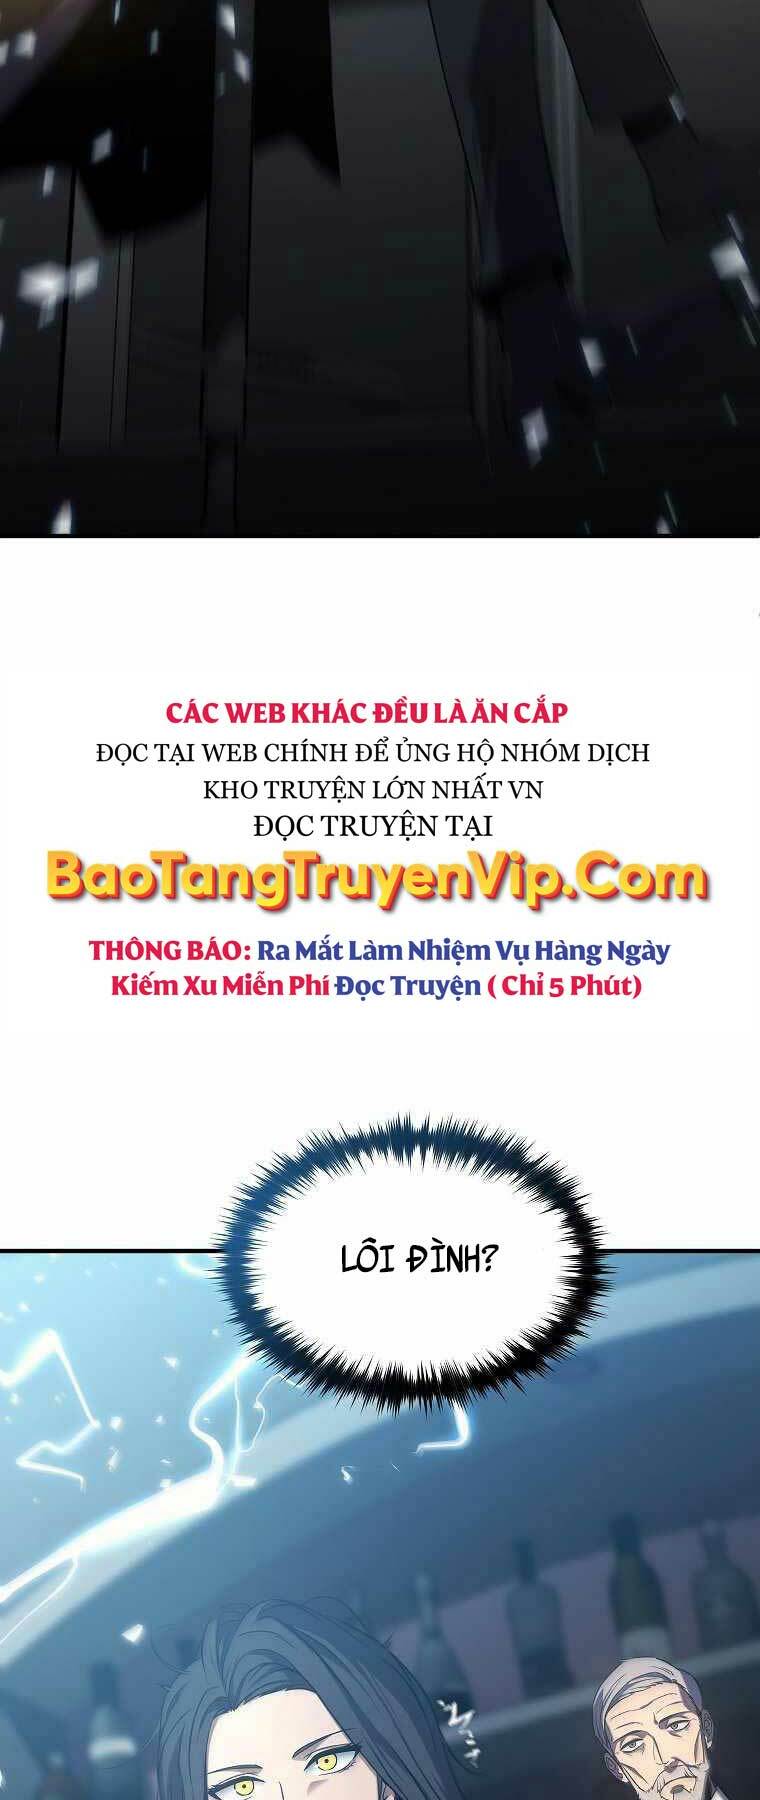 CÁC WEB KHÁC ĐỀU LÀ ĂN CẮP
ĐỌC TẠI WEB CHÍNH ĐỂ ỦNG HỘ NHÓM DỊCH
KHO TRUYỆN LỚN NHẤT VN
ĐỌC TRUYỆN TẠI
BaoTangTruyenVip.Com
THÔNG BÁO: Ra Mắt Làm Nhiệm Vụ Hàng Ngày
Kiếm Xu Miễn Phí Đọc Truyện ( Chỉ 5 Phút)
LÔI ĐÌNH?